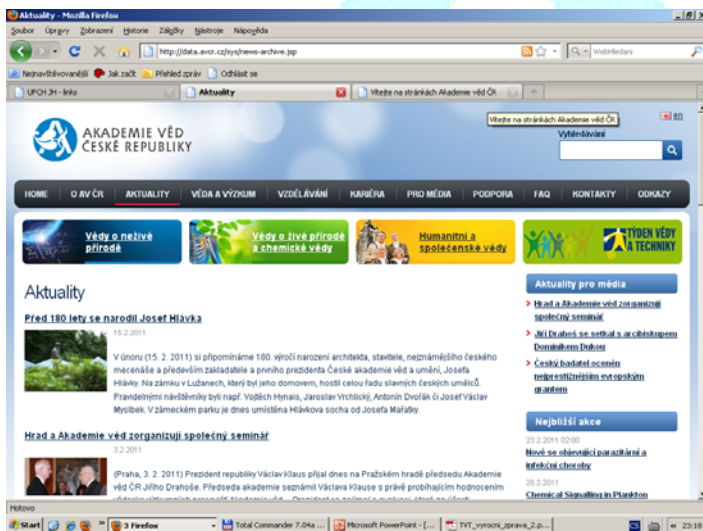 Aktuality - Mozilla Firefox
Soubor Úpravy Zobrazení Historie Záložky Nástroje Nápověda
http://data.avcr.cz/sys/news-archive.jsp
WebHledani
Nejnavštěvovanější Jak začít Přehled zpráv Odhlásit se
UFCH JH - links
Aktuality
Vítejte na stránkách Akademie věd ČR
Vítejte na stránkách Akademie věd ČR
en
AKADEMIE VĚD
ČESKÉ REPUBLIKY
Vyhledávání
HOME O AV ČR AKTUALITY VĚDA A VÝZKUM VZDĚLÁVÁNÍ KARIÉRA PRO MÉDIA PODPORA FAQ KONTAKTY ODKAZY
Vědy o neživé
přírodě
Vědy o živé přírodě
a chemické vědy
Humanitní a
společenské vědy
TÝDEN VĚDY
A TECHNIKY
Aktuality
Před 180 lety se narodil Josef Hlávka
15.2.2011
V únoru (15. 2. 2011) si připomínáme 180. výročí narození architekta, stavitele, nejznámějšího českého
mecenáše a především zakladatele a prvního prezidenta České akademie věd a umění, Josefa
Hlávky. Na zámku v Lužanech, který byl jeho domovem, hostil celou řadu slavných českých umělců.
Pravidelnými návštěvníky byli např. Vojtěch Hynais, Jaroslav Vrchlický, Antonín Dvořák či Josef Václav
Myslbek. V zámeckém parku je dnes umístěna Hlávkova socha od Josefa Mařatky.
Hrad a Akademie věd zorganizují společný seminář
3.2.2011
(Praha, 3. 2. 2011) Prezident republiky Václav Klaus přijal dnes na Pražském hradě předsedu Akademie
věd ČR Jiřího Drahoše. Předseda akademie seznámil Václava Klause s právě probíhajícím hodnocením
Aktuality pro média
Hrad a Akademie věd zorganizují
společný seminář
Jiří Drahoš se setkal s arcibiskupem
Dominikem Dukou
Český badatel oceněn
nejprestižnějším evropským
grantem
Nejbližší akce
23.2.2011 02:00
Nově se objevující parazitární a
infekční choroby
28.2.2011
Chemical Signalling in Plankton
Hotovo
Start
3 Firefox
Total Commander 7.04a ...
Microsoft PowerPoint - [...
TVT_vyrocni_zprava_2.p...
CS
23:18